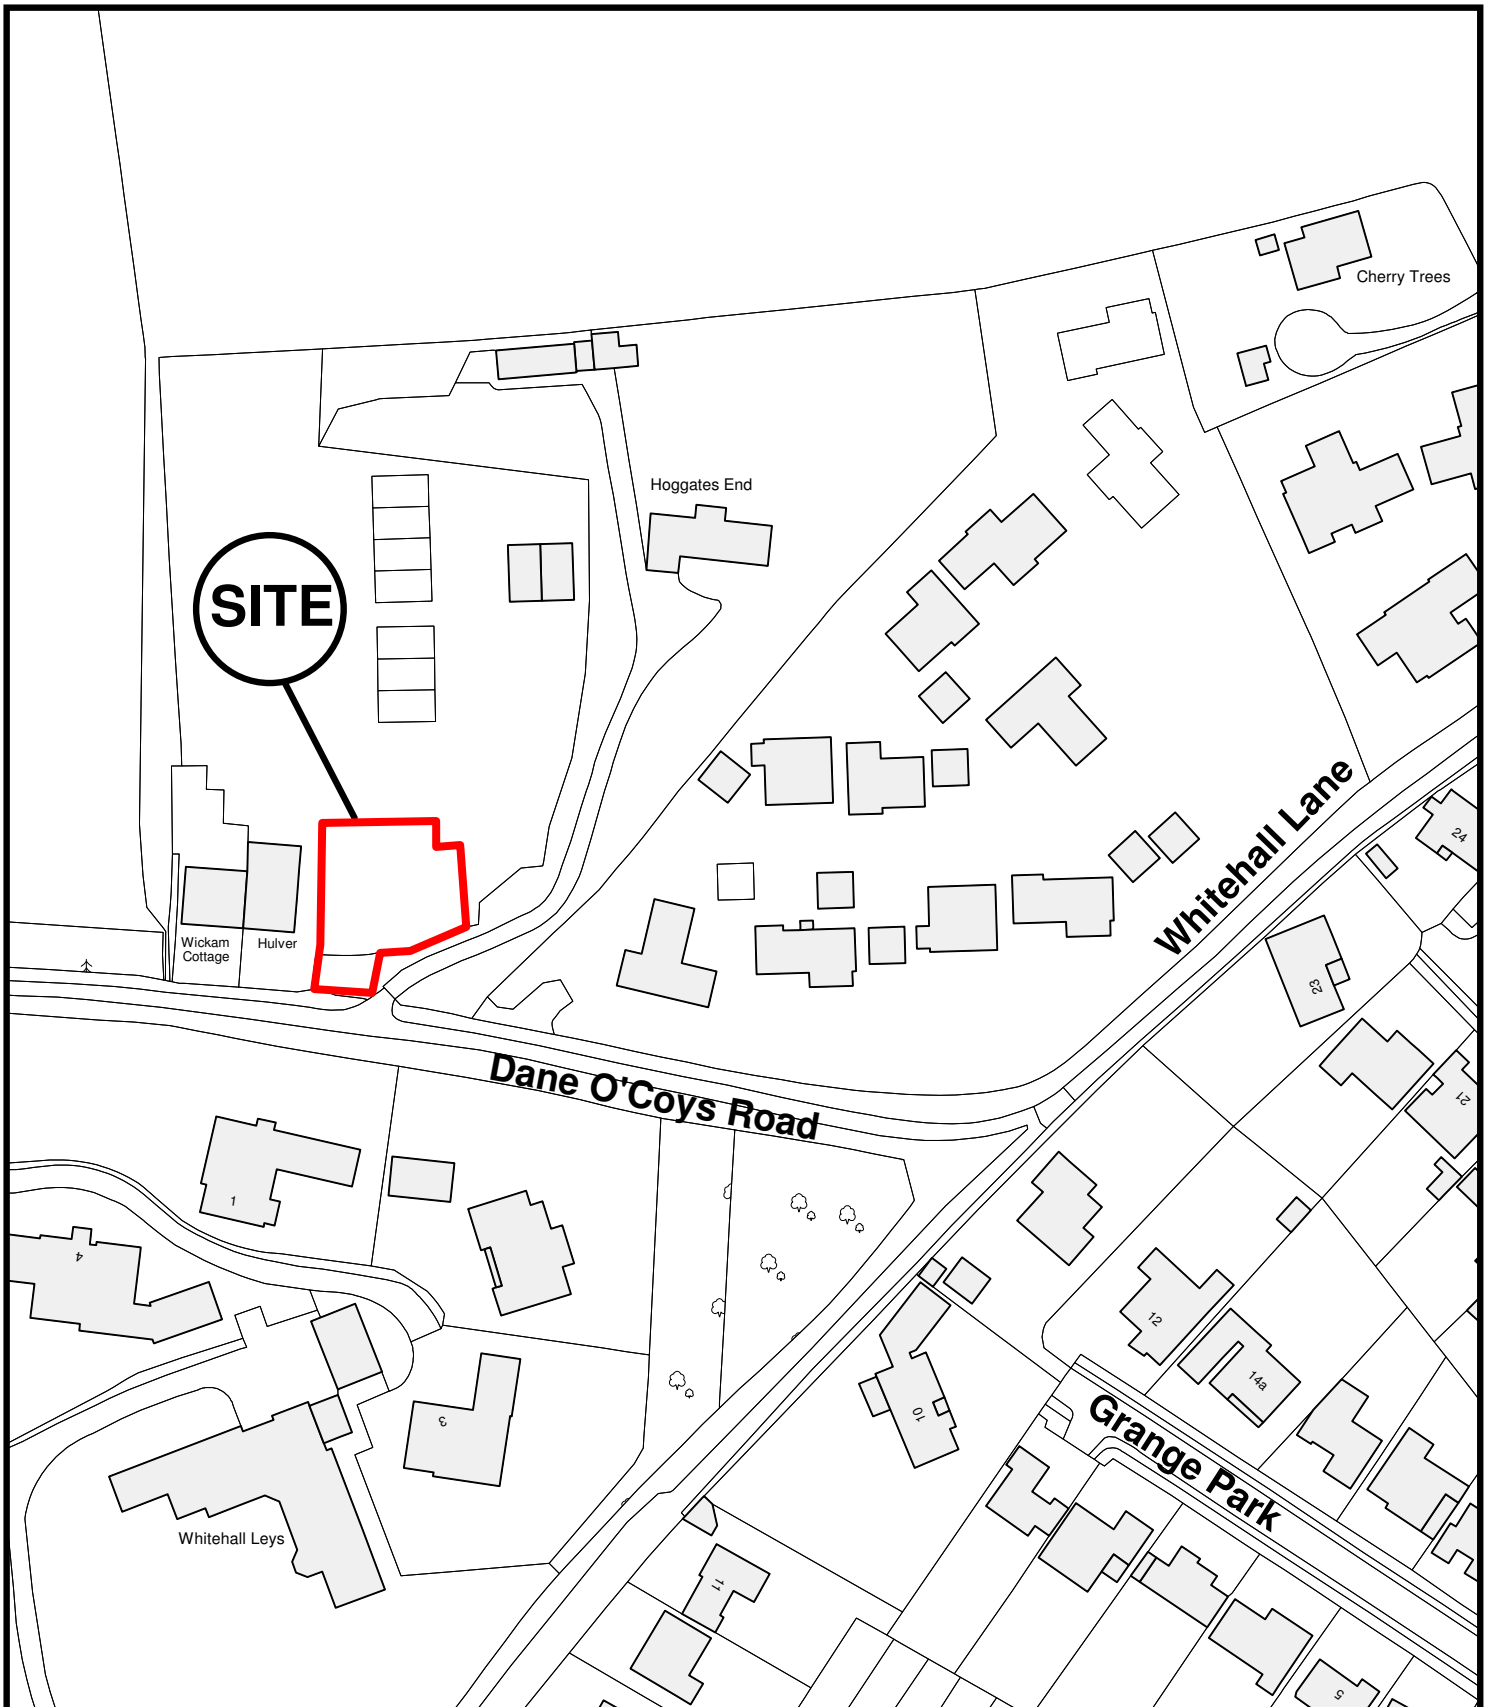 Cherry Trees
Hoggates End
SITE
Whitehall Lane
24
Wickam
Cottage
Hulver
23
Dane O'Coys Road
21
1
4
12
14a
3
10
Grange Park
Whitehall Leys
11
5